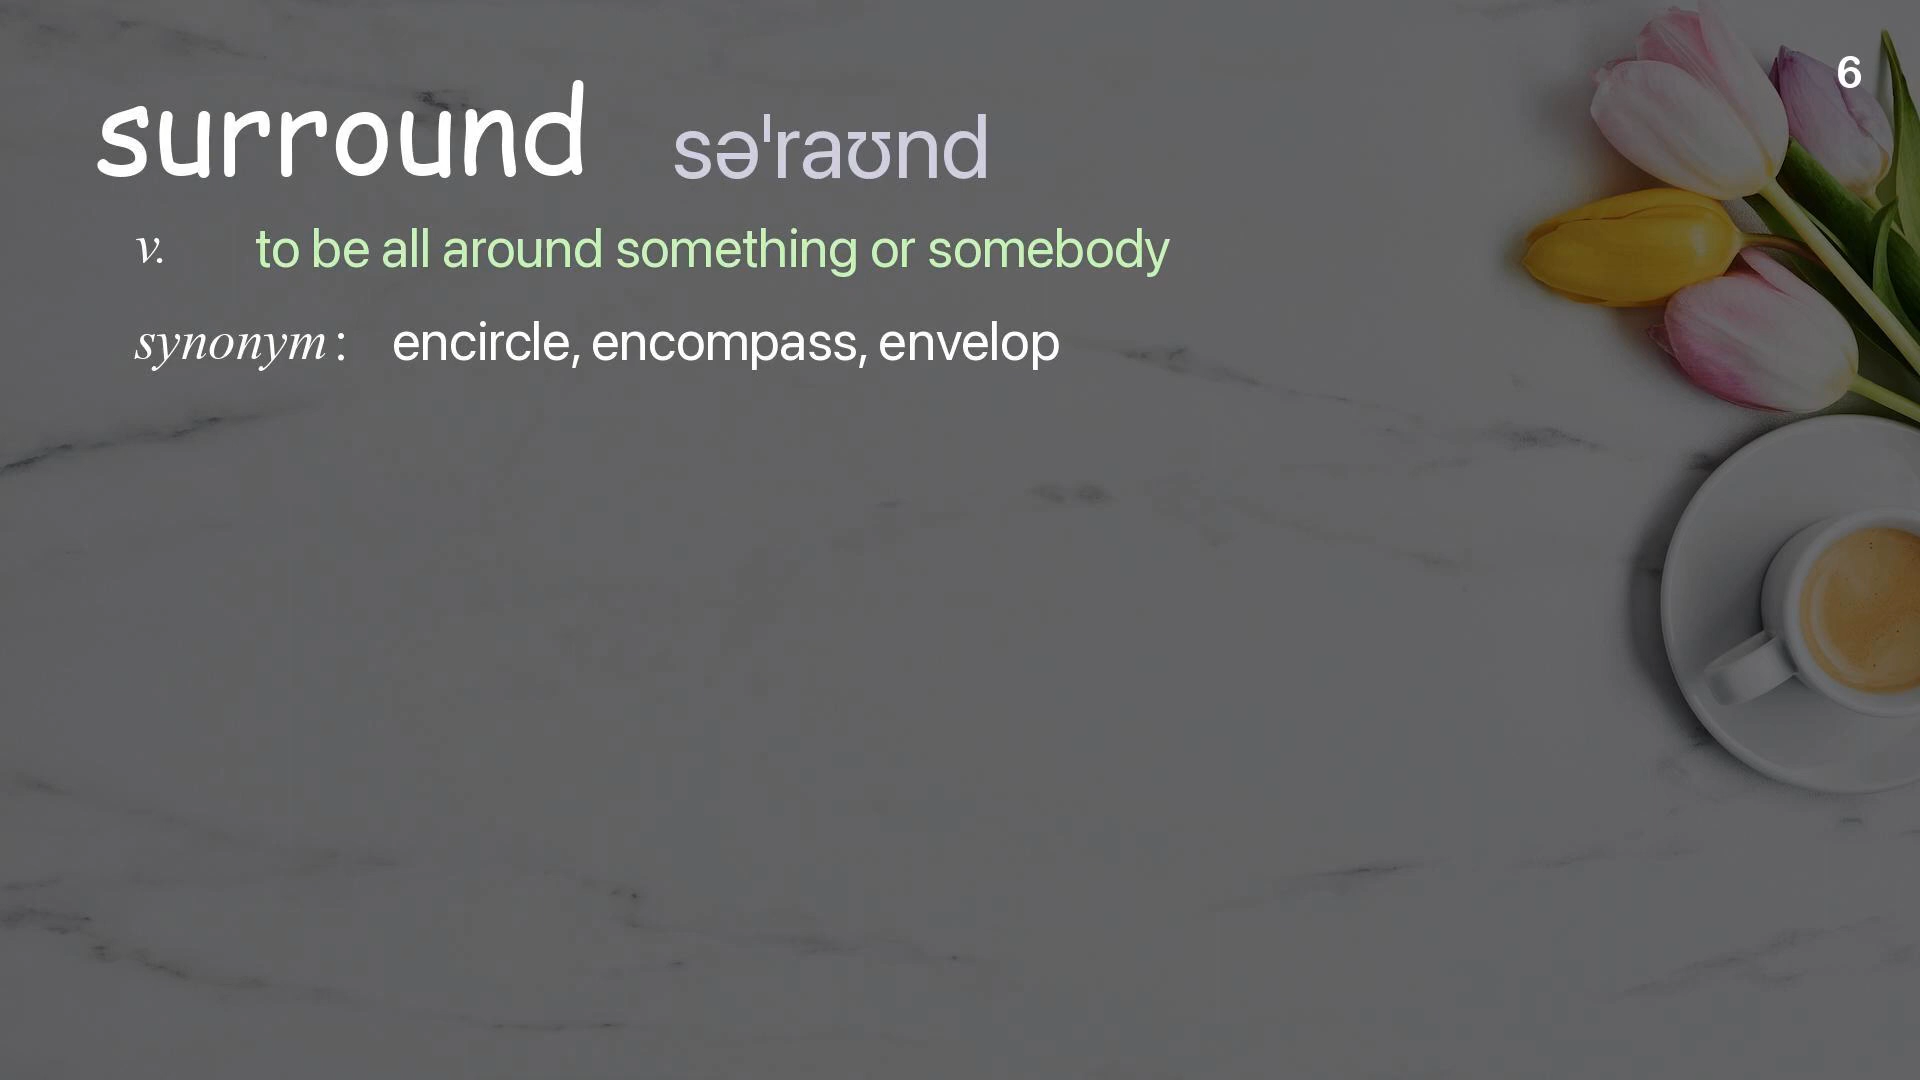 6
surround səˈraʊnd
v. to be all around something or somebody
synonym : encircle, encompass, envelop